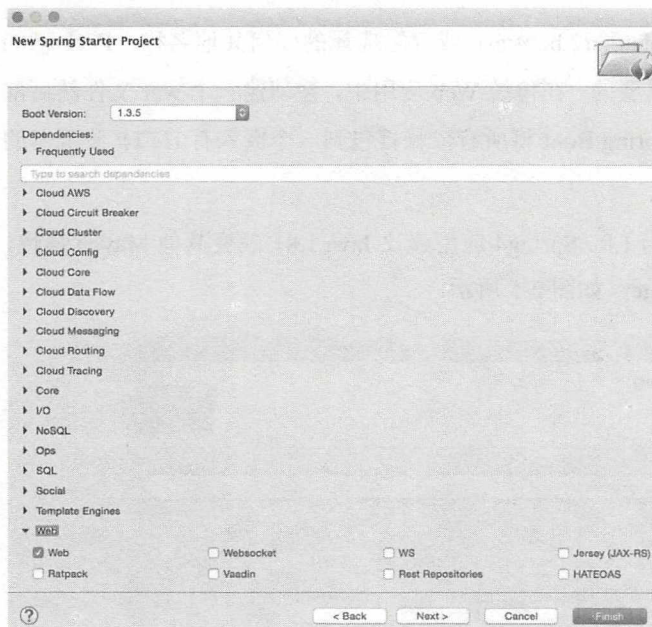 New Spring Starter Project
Boot Version: 1.3.5
Dependencies:
Frequently Used
Type to search dependencies
Cloud AWS
Cloud Circuit Breaker
Cloud Cluster
Cloud Config
Cloud Core
Cloud Data Flow
Cloud Discovery
Cloud Messaging
Cloud Routing
Cloud Tracing
Core
I/O
NoSQL
Ops
SQL
Social
Template Engines
Web
Web Websocket WS Jersey (JAX-RS)
Ratpack Vaadin Rest Repositories HATEOAS
? < Back Next > Cancel Finish